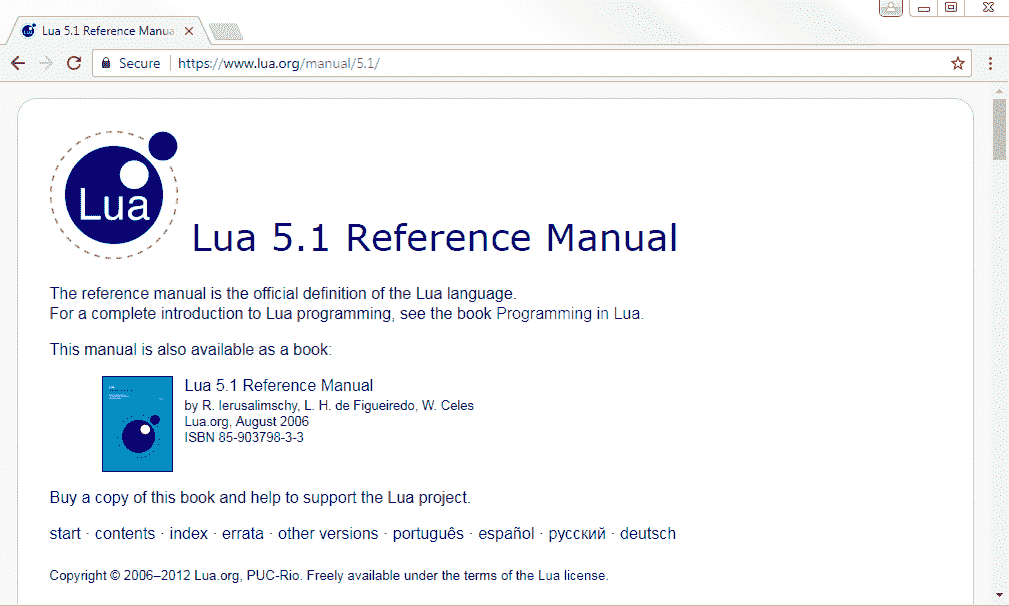 Lua 5.1 Reference Manua
Secure
https://www.lua.org/manual/5.1/
Lua
Lua 5.1 Reference Manual
The reference manual is the official definition of the Lua language.
For a complete introduction to Lua programming, see the book Programming in Lua.
This manual is also available as a book:
Lua 5.1 Reference Manual
by R. Ierusalimschy, L. H. de Figueiredo, W. Celes
Lua.org, August 2006
ISBN 85-903798-3-3
Buy a copy of this book and help to support the Lua project.
start · contents · index · errata · other versions · português · español · русский · deutsch
Copyright © 2006–2012 Lua.org, PUC-Rio. Freely available under the terms of the Lua license.